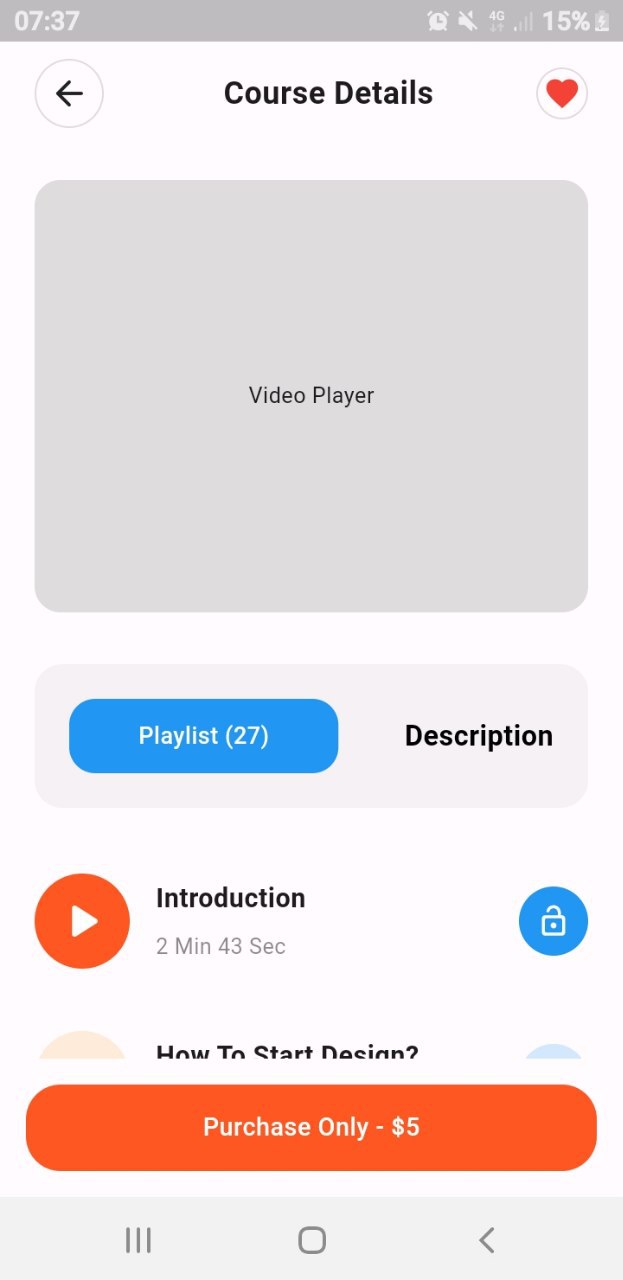 07:37 4G 15%
Course Details
Video Player
Playlist (27) Description
Introduction
2 Min 43 Sec
How To Start Design?
Purchase Only - $5